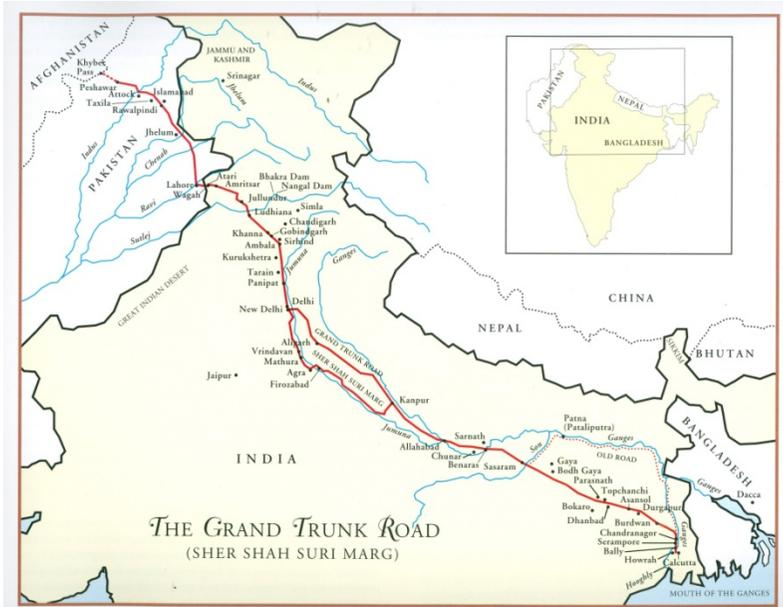 AFGHANISTAN
Khyber
Pass
Peshawar
Attock
Taxila
Islamabad
Rawalpindi
JAMMU AND
KASHMIR
Srinagar
Jhelum
Indus
Indus
PAKISTAN
Jhelum
Chenab
Ravi
Sutlej
Lahore
Wagah
Atari
Amritsar
Bhakra Dam
Nangal Dam
Jullundur
Ludhiana
Simla
Chandigarh
Khanna
Gobindgarh
Ambala
Sirhind
Kurukshetra
Jumuna
Ganges
Tarain
Panipat
GREAT INDIAN DESERT
New Delhi
Delhi
GRAND TRUNK ROAD
SHER SHAH SURI MARG
Aligarh
Vrindavan
Mathura
Agra
Firozabad
Jaipur
Kanpur
Jumuna
Allahabad
Sarnath
Chunar
Benaras
Sasaram
Son
Patna
(Pataliputra)
Ganges
OLD ROAD
Gaya
Bodh Gaya
Parasnath
Topchanchi
Asansol
Bokaro
Dhanbad
Durgapur
Burdwan
Chandranagor
Serampore
Bally
Howrah
Calcutta
Hooghly
Ganges
Ganges
Dacca
BANGLADESH
MOUTH OF THE GANGES
NEPAL
CHINA
SIKKIM
BHUTAN
INDIA
PAKISTAN
NEPAL
INDIA
BANGLADESH
THE GRAND TRUNK ROAD
(SHER SHAH SURI MARG)